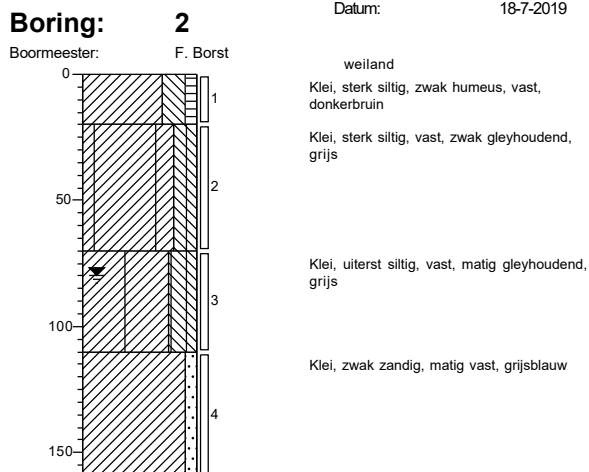 Boring: 2
Datum: 18-7-2019
Boormeester: F. Borst
weiland
0
Klei, sterk siltig, zwak humeus, vast,
donkerbruin
1
Klei, sterk siltig, vast, zwak gleyhoudend,
grijs
2
50
Klei, uiterst siltig, vast, matig gleyhoudend,
grijs
3
100
Klei, zwak zandig, matig vast, grijsblauw
4
150